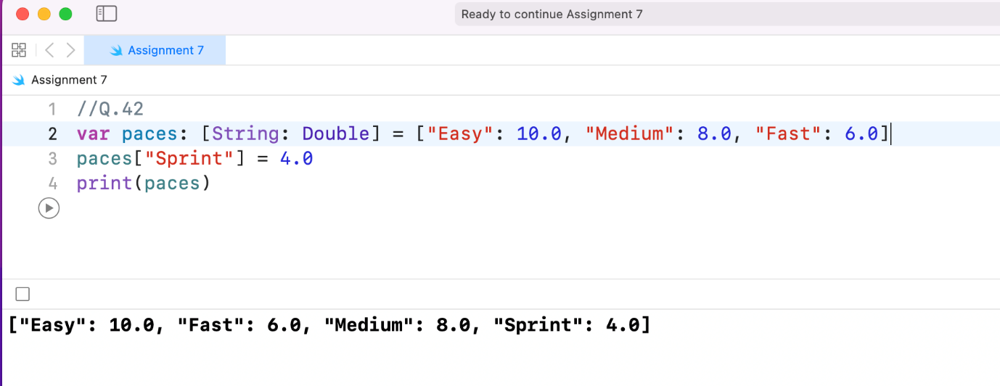 Ready to continue Assignment 7
Assignment 7
Assignment 7
1 //Q.42
2 var paces: [String: Double] = ["Easy": 10.0, "Medium": 8.0, "Fast": 6.0]
3 paces["Sprint"] = 4.0
4 print(paces)
["Easy": 10.0, "Fast": 6.0, "Medium": 8.0, "Sprint": 4.0]